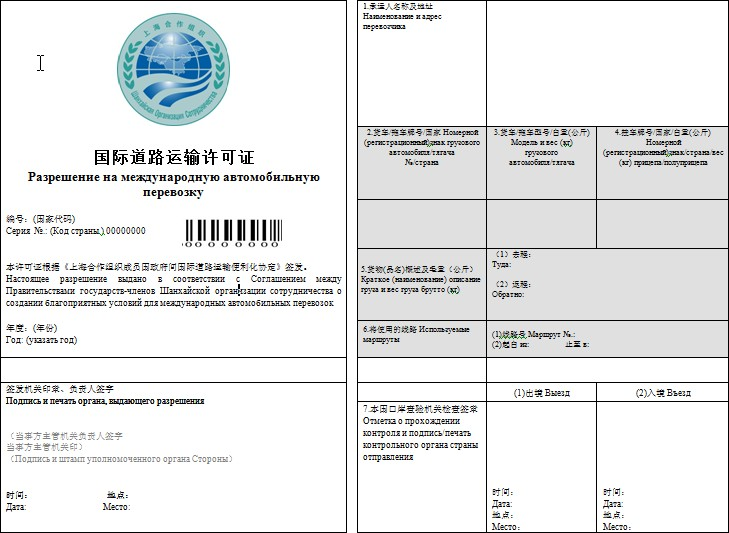 上海合作组织
Шанхайская Организация Сотрудничества
国际道路运输许可证
Разрешение на международную автомобильную
перевозку
编号：(国家代码)
Серия №.: (Код страны.) 00000000
00000000
本许可证根据《上海合作组织成员国政府间国际道路运输便利化协定》签发。
Настоящее разрешение выдано в соответствии с Соглашением между
Правительствами государств-членов Шанхайской организации сотрудничества о
создании благоприятных условий для международных автомобильных перевозок
年度：(年份)
Год: (указать год)
签发机关印章、负责人签字
Подпись и печать органа, выдающего разрешения
（当事方主管机关负责人签字
当事方主管机关印）
（Подпись и штамп уполномоченного органа Стороны）
时间： 地点：
Дата: Место:
1.承运人名称及地址
Наименование и адрес
перевозчика
2.货车/拖车牌号/国家 Номерной
(регистрационный)знак грузового
автомобиля/тягача
№/страна
3.货车/拖车型号/自重(公斤)
Модель и вес (кг)
грузового
автомобиля/тягача
4.挂车牌号/国家/自重(公斤)
Номерной
(регистрационный)знак/страна/вес
(кг) прицепа/полуприцепа
5.货物(品名)概述及毛重（公斤）
Краткое (наименование) описание
груза и вес груза брутто (кг)
（1）去程：
Туда:
（2）返程：
Обратно:
6.将使用的线路 Используемые
маршруты
(1)线路号 Маршрут №.:
(2)起自 из: 止至 в:
(1)出境 Выезд
(2)入境 Въезд
7.本国口岸查验机关检查签章
Отметка о прохождении
контроля и подпись/печать
контрольного органа страны
отправления
时间：
Дата:
地点：
Место:
时间：
Дата:
地点：
Место: